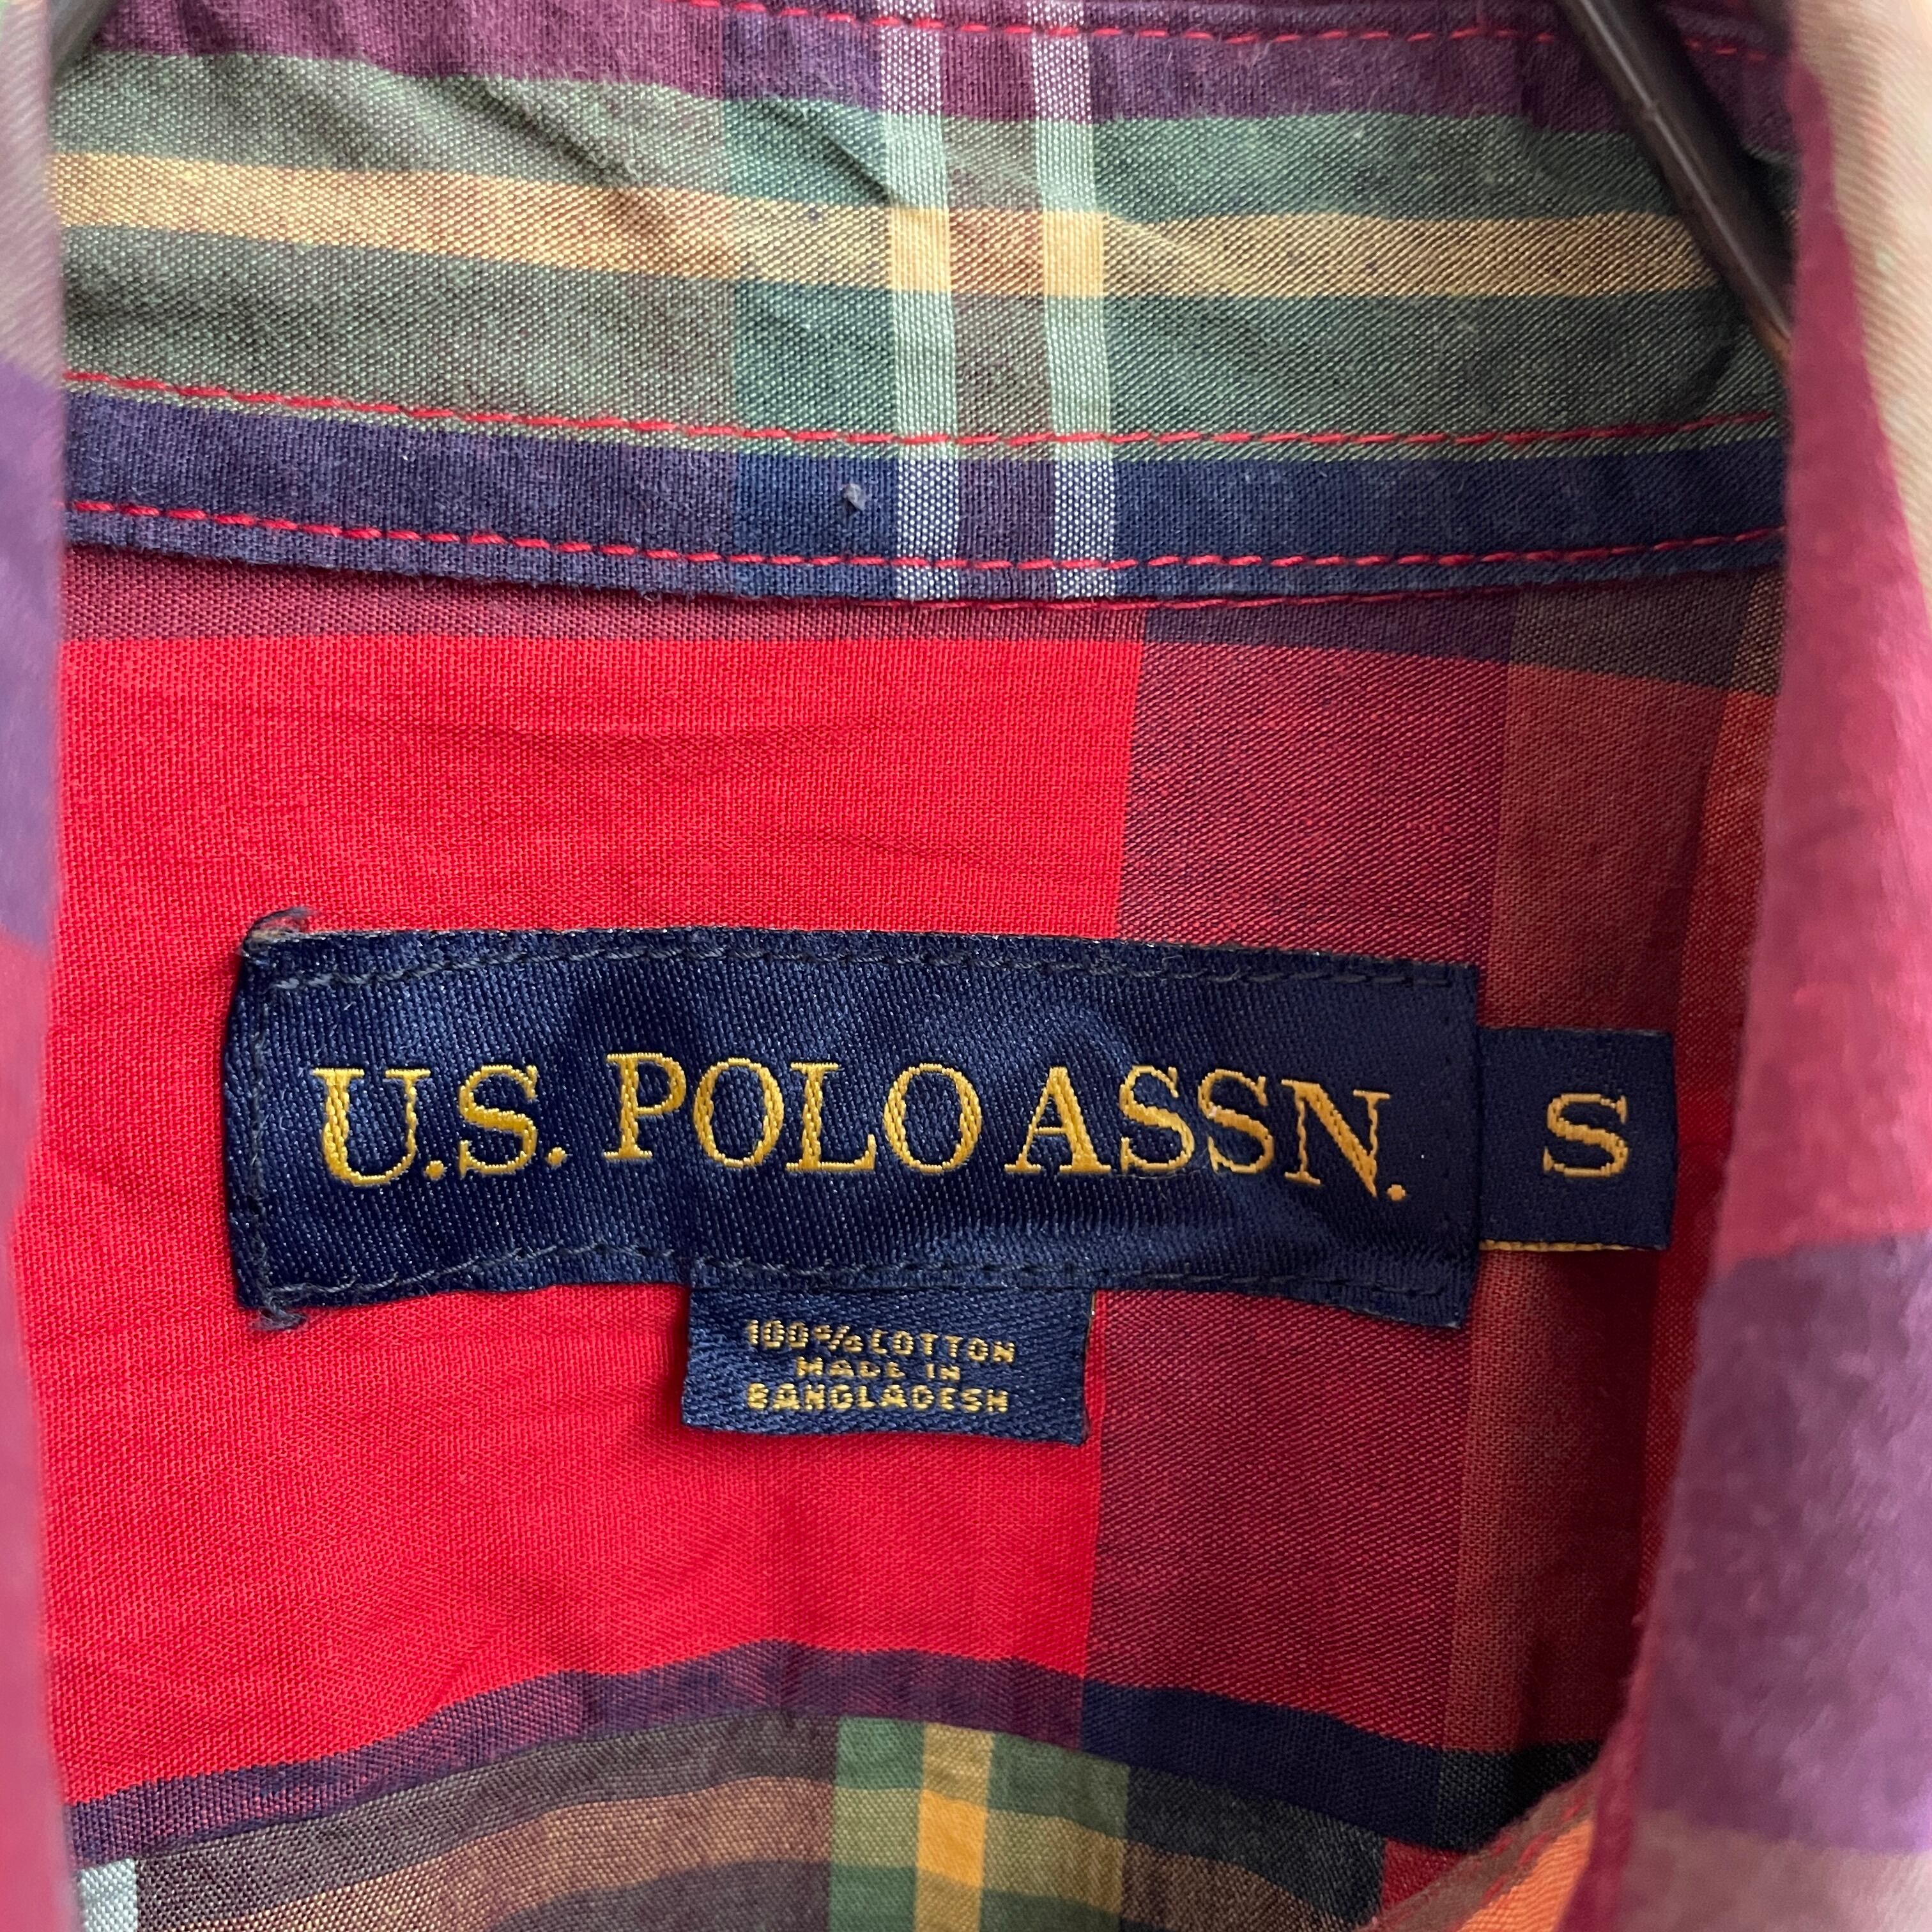 U.S. POLO ASSN.
S
100% COTTON
MADE IN
BANGLADESH